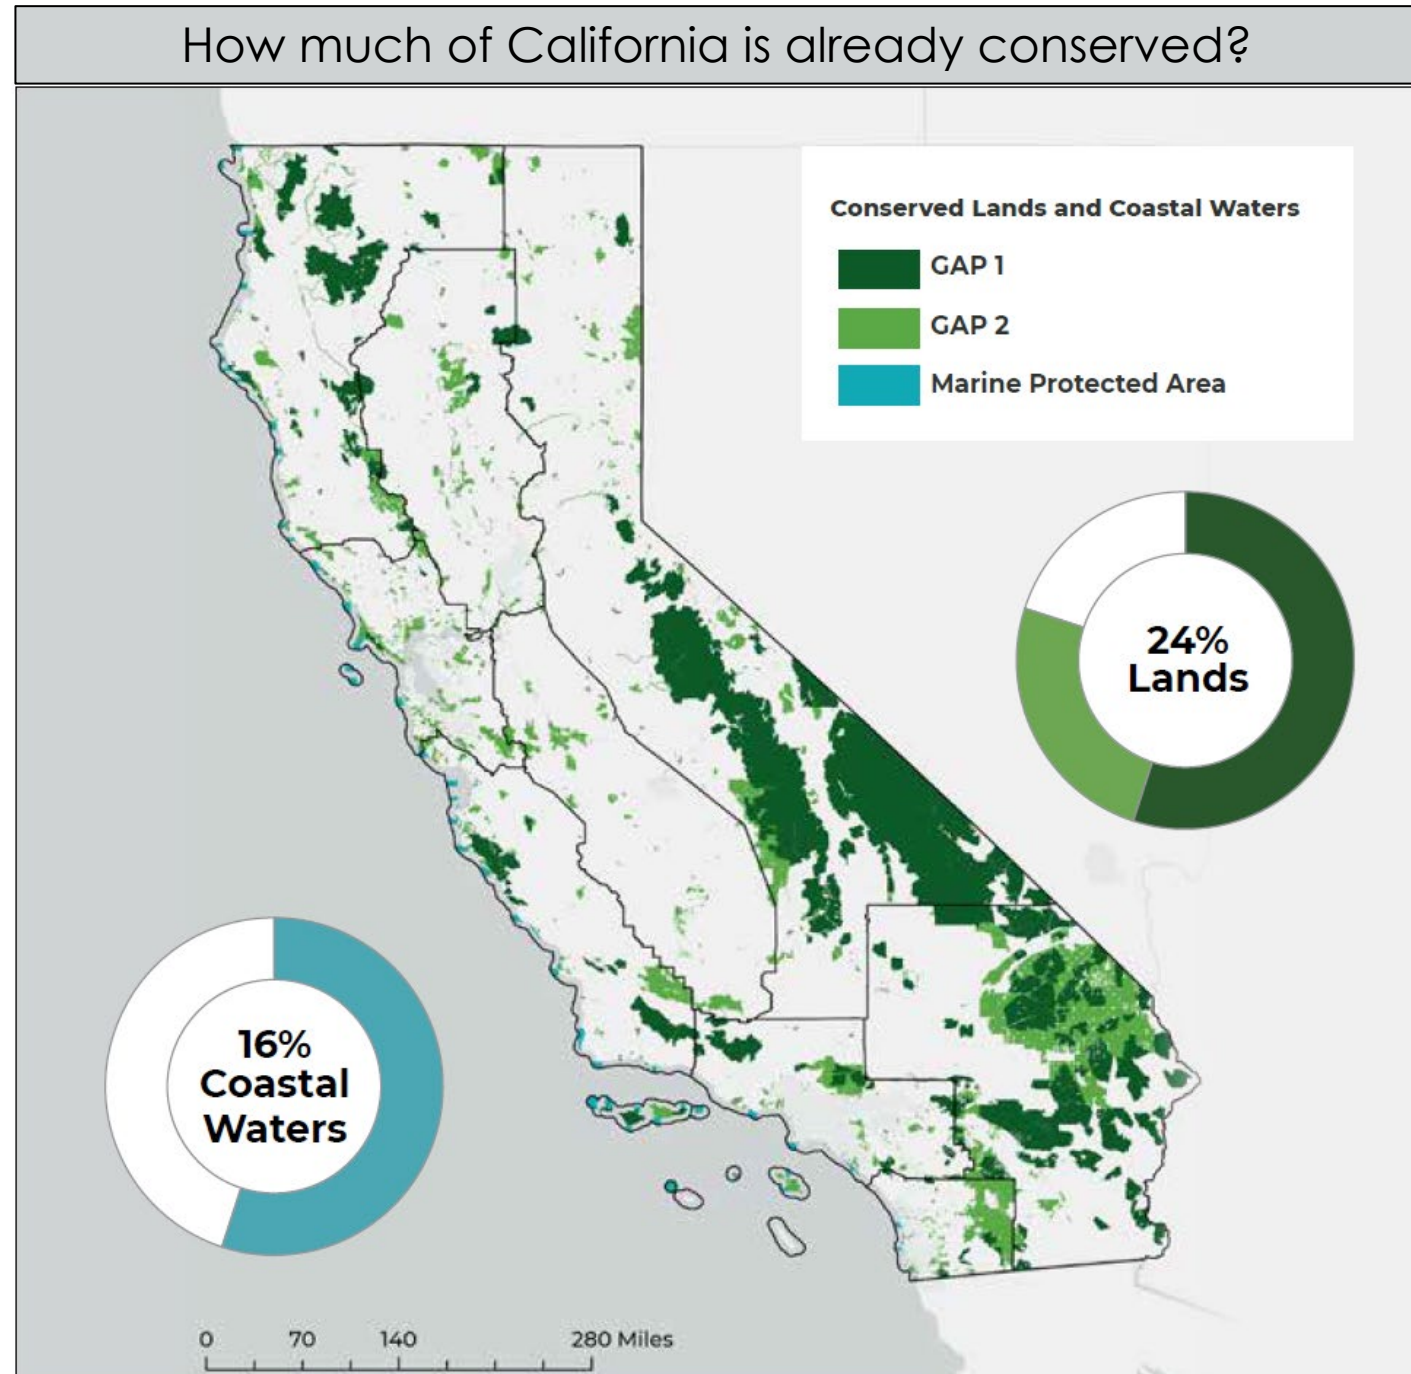 How much of California is already conserved?
Conserved Lands and Coastal Waters
GAP 1
GAP 2
Marine Protected Area
24%
Lands
16%
Coastal
Waters
0 70 140 280 Miles